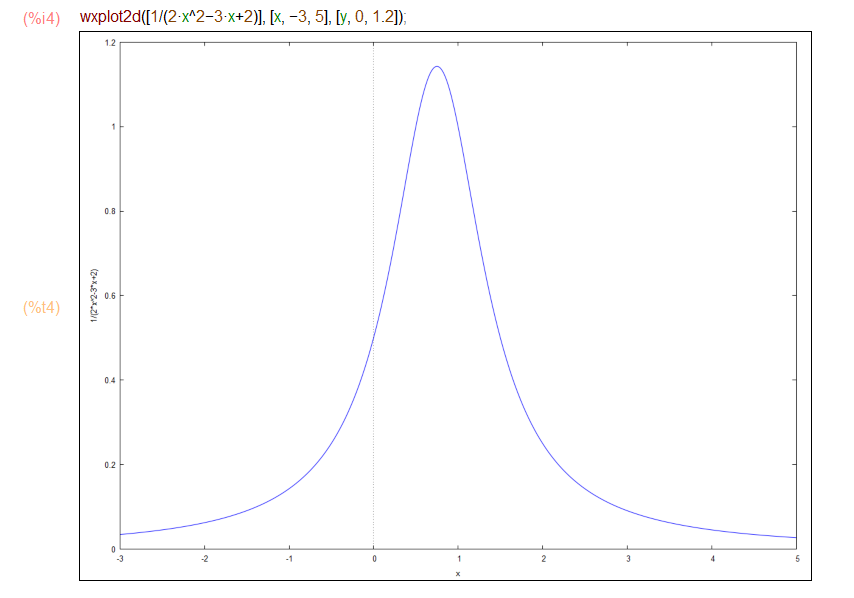 (%i4) wxplot2d([1/(2·x^2−3·x+2)], [x, −3, 5], [y, 0, 1.2]);
1.2
1
0.8
0.6
0.4
0.2
0
1/(2*x^2-3*x+2)
(%t4)
-3 -2 -1 0 1 2 3 4 5
x